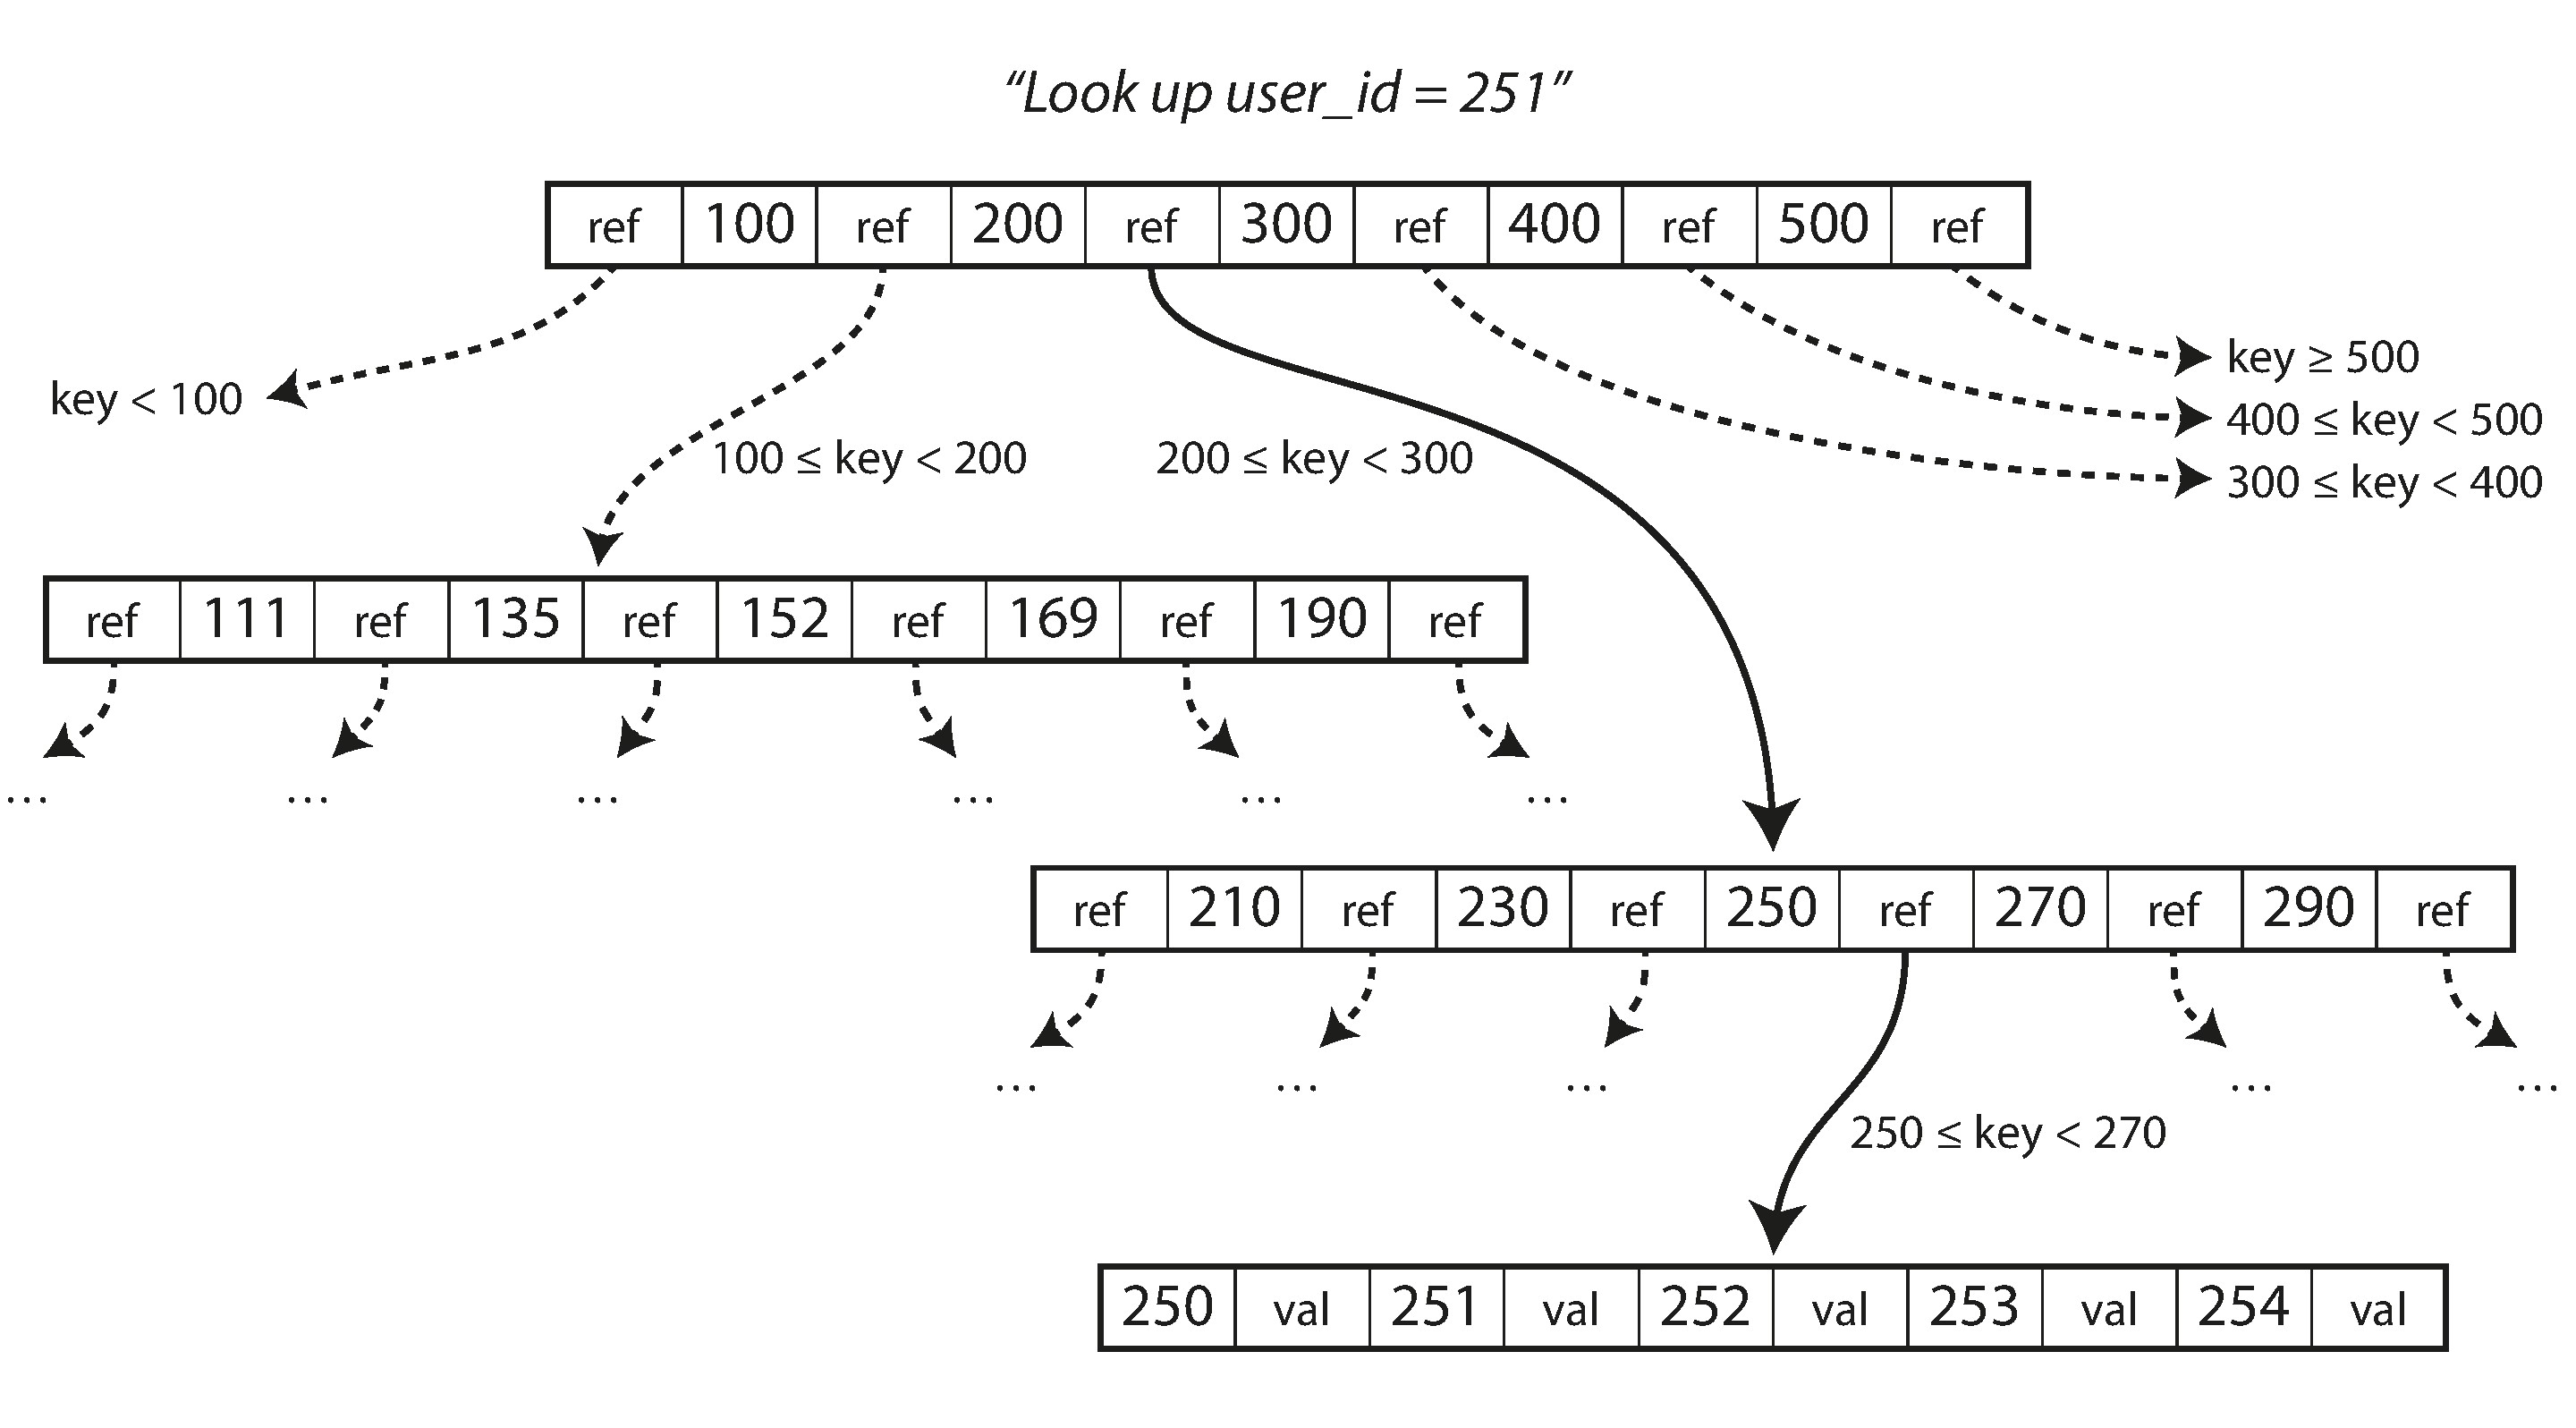 “Look up user_id = 251”
ref 100 ref 200 ref 300 ref 400 ref 500 ref
key ≥ 500
key < 100
400 ≤ key < 500
100 ≤ key < 200
200 ≤ key < 300
300 ≤ key < 400
ref 111 ref 135 ref 152 ref 169 ref 190 ref
... ... ... ... ... ...
ref 210 ref 230 ref 250 ref 270 ref 290 ref
... ... ... ... ...
250 ≤ key < 270
250 val 251 val 252 val 253 val 254 val